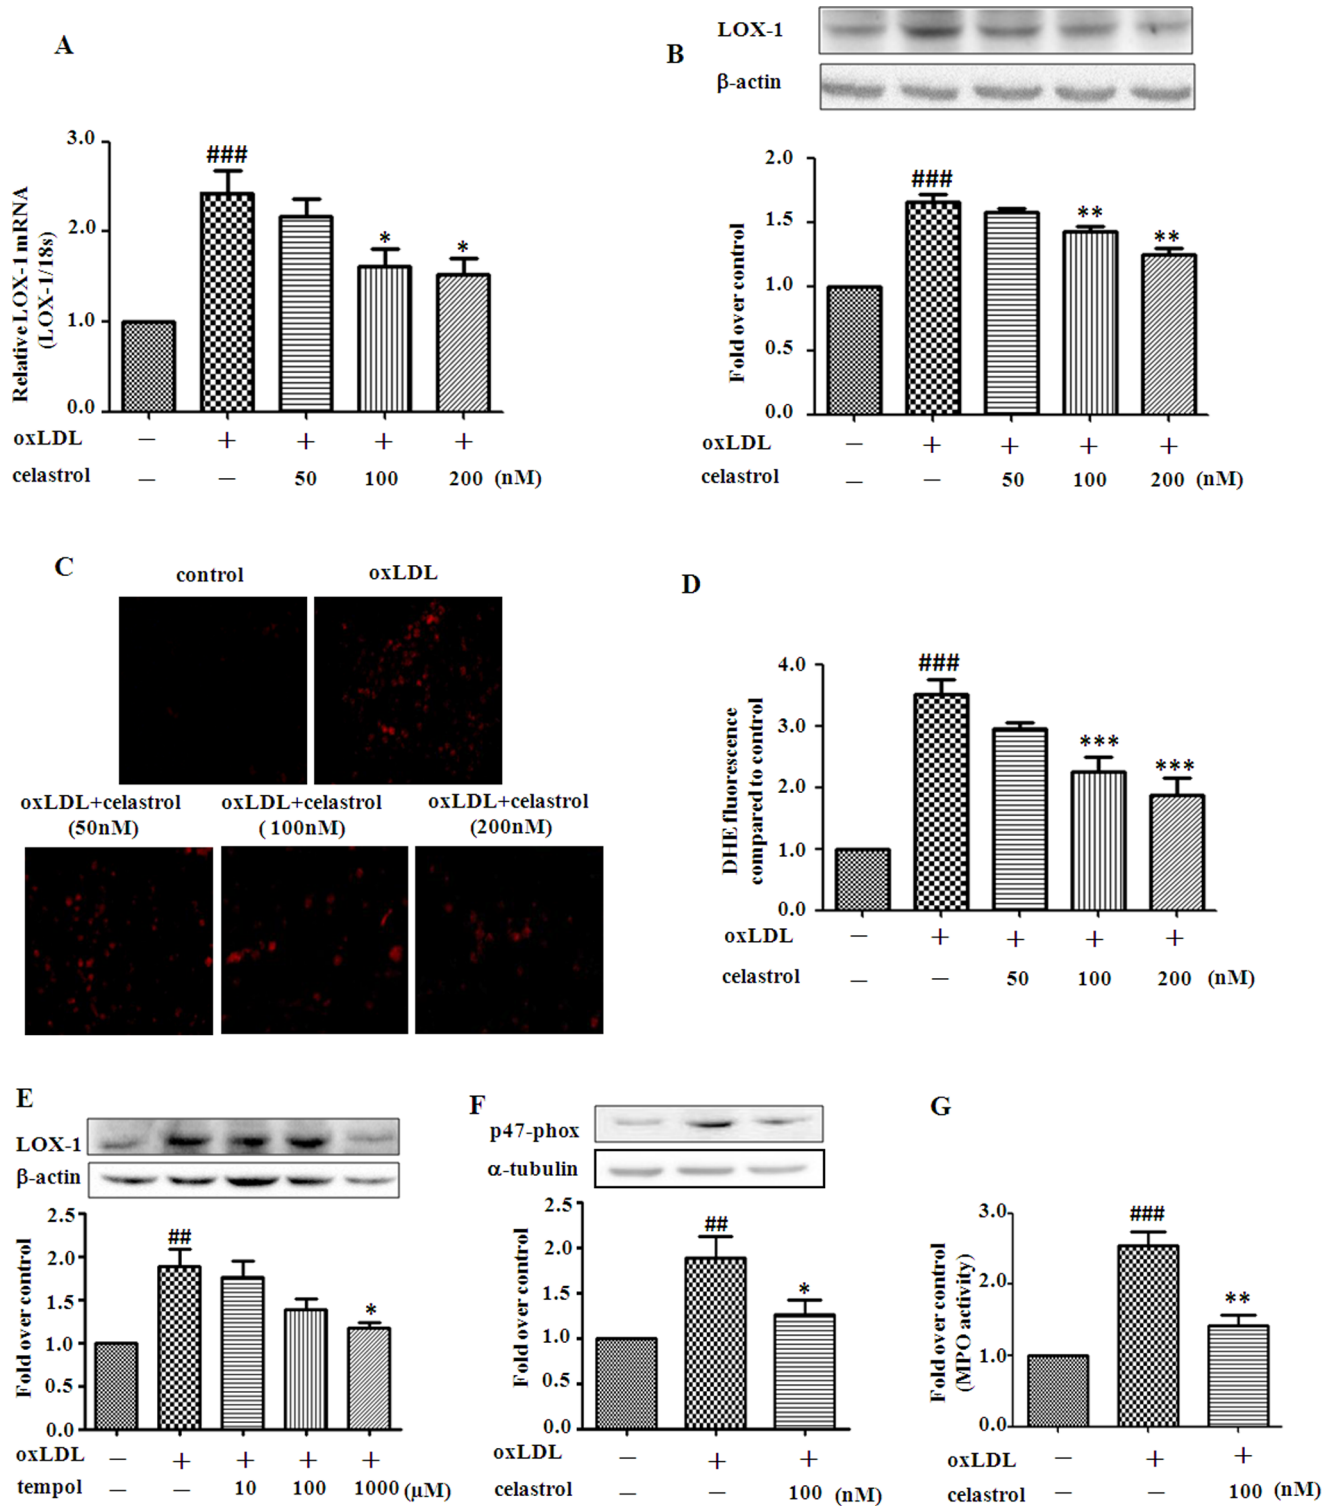 A
3.0
2.0
1.0
0.0
Relative LOX-1 mRNA
(LOX-1/18s)
###
*
*
oxLDL − + + + +
celastrol − − 50 100 200 (nM)
B
LOX-1
β-actin
2.0
1.5
1.0
0.5
0.0
Fold over control
###
**
**
oxLDL − + + + +
celastrol − − 50 100 200 (nM)
C
control oxLDL
oxLDL+celastrol oxLDL+celastrol oxLDL+celastrol
(50nM) ( 100nM) (200nM)
D
4.0
3.0
2.0
1.0
0.0
DHE fluorescence
compared to control
###
***
***
oxLDL − + + + +
celastrol − − 50 100 200 (nM)
E
LOX-1
β-actin
2.5
2.0
1.5
1.0
0.5
0.0
Fold over control
##
*
oxLDL − + + + +
tempol − − 10 100 1000 (μM)
F
p47-phox
α-tubulin
2.5
2.0
1.5
1.0
0.5
0.0
Fold over control
##
*
oxLDL − + +
celastrol − − 100 (nM)
G
3.0
2.0
1.0
0.0
Fold over control
(MPO activity)
###
**
oxLDL − + +
celastrol − − 100 (nM)